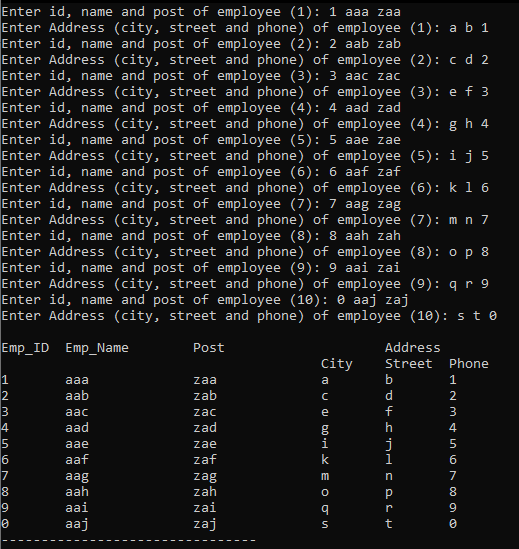 Enter id, name and post of employee (1): 1 aaa zaa
Enter Address (city, street and phone) of employee (1): a b 1
Enter id, name and post of employee (2): 2 aab zab
Enter Address (city, street and phone) of employee (2): c d 2
Enter id, name and post of employee (3): 3 aac zac
Enter Address (city, street and phone) of employee (3): e f 3
Enter id, name and post of employee (4): 4 aad zad
Enter Address (city, street and phone) of employee (4): g h 4
Enter id, name and post of employee (5): 5 aae zae
Enter Address (city, street and phone) of employee (5): i j 5
Enter id, name and post of employee (6): 6 aaf zaf
Enter Address (city, street and phone) of employee (6): k l 6
Enter id, name and post of employee (7): 7 aag zag
Enter Address (city, street and phone) of employee (7): m n 7
Enter id, name and post of employee (8): 8 aah zah
Enter Address (city, street and phone) of employee (8): o p 8
Enter id, name and post of employee (9): 9 aai zai
Enter Address (city, street and phone) of employee (9): q r 9
Enter id, name and post of employee (10): 0 aaj zaj
Enter Address (city, street and phone) of employee (10): s t 0
Emp_ID  Emp_Name        Post                    Address
                                        City    Street  Phone
1       aaa             zaa             a       b       1
2       aab             zab             c       d       2
3       aac             zac             e       f       3
4       aad             zad             g       h       4
5       aae             zae             i       j       5
6       aaf             zaf             k       l       6
7       aag             zag             m       n       7
8       aah             zah             o       p       8
9       aai             zai             q       r       9
0       aaj             zaj             s       t       0
--------------------------------